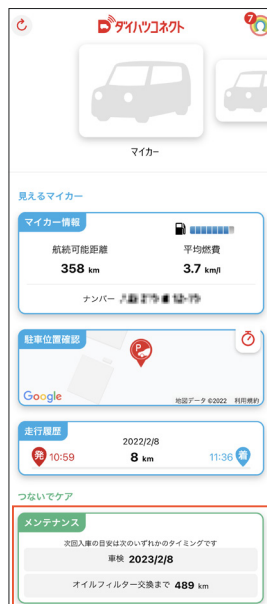 7
ダイハツコネクト
マイカー
見えるマイカー
マイカー情報
航続可能距離
平均燃費
358 km
3.7 km/l
ナンバー
駐車位置確認
Google
地図データ ©2022 利用規約
走行履歴
2022/2/8
発 10:59
8 km
11:36 着
つないでケア
メンテナンス
次回入庫の目安は次のいずれかのタイミングです
車検 2023/2/8
オイルフィルター交換まで 489 km